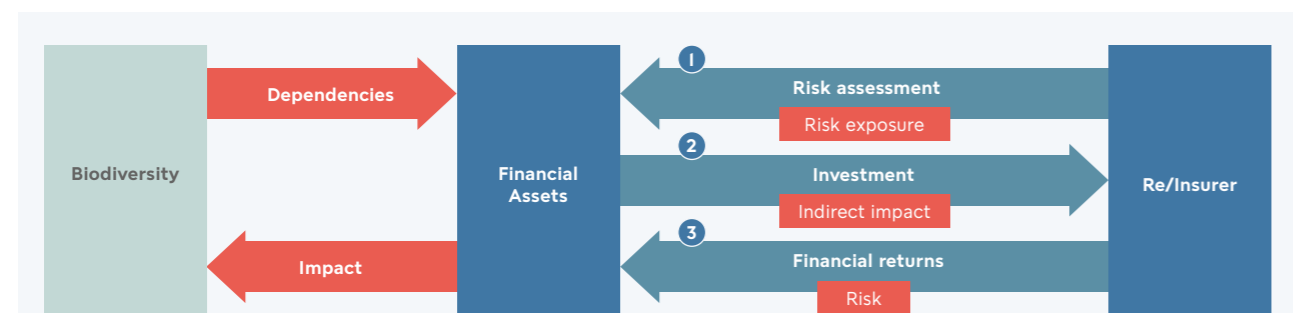 Biodiversity
Dependencies
Impact
Financial
Assets
1
Risk assessment
Risk exposure
2
Investment
Indirect impact
3
Financial returns
Risk
Re/Insurer